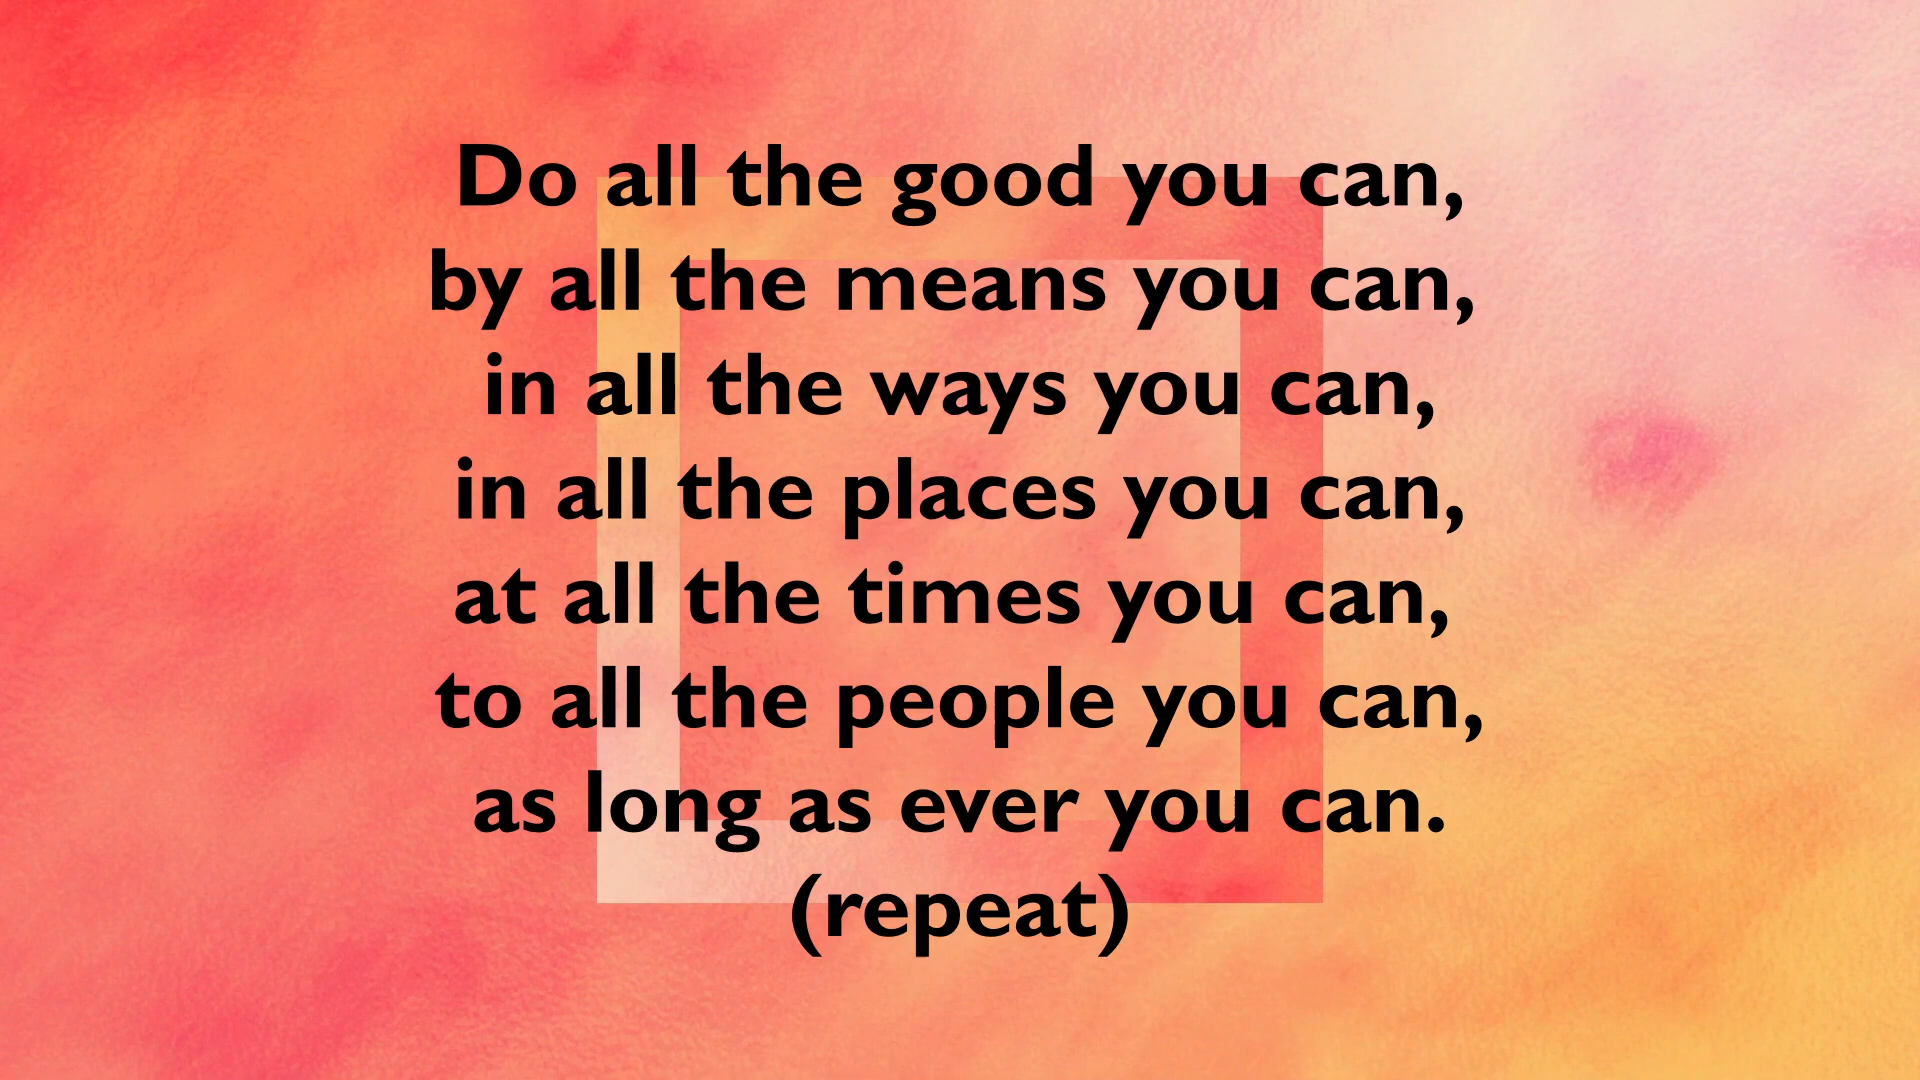 Do all the good you can,
by all the means you can,
in all the ways you can,
in all the places you can,
at all the times you can,
to all the people you can,
as long as ever you can.
(repeat)